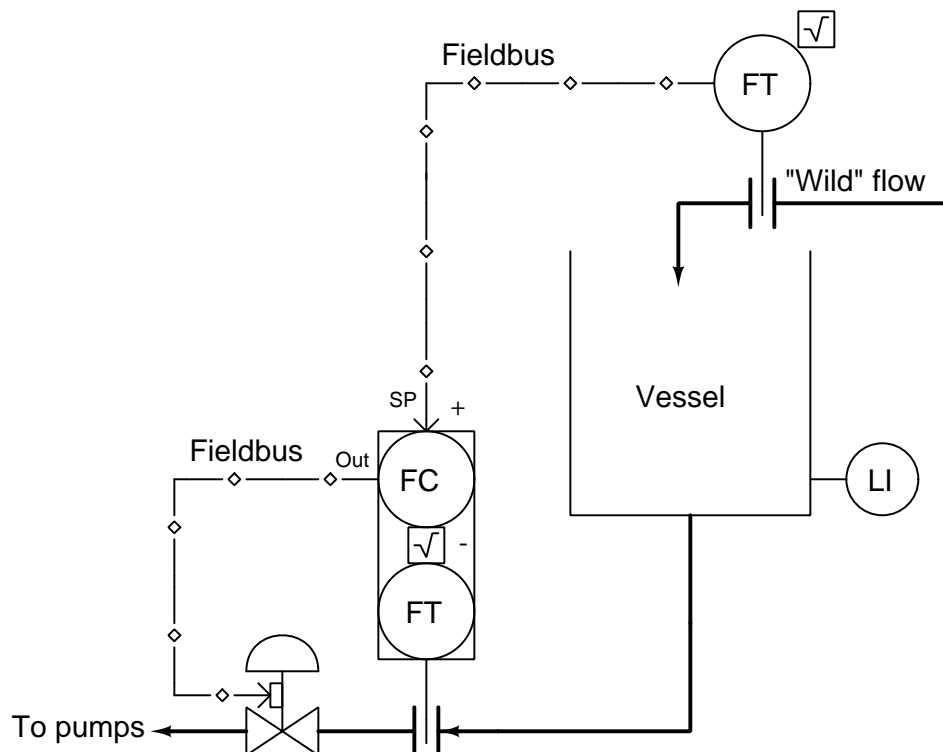 √
Fieldbus
FT
"Wild" flow
SP
+
Vessel
Fieldbus
Out
FC
LI
√
-
FT
To pumps